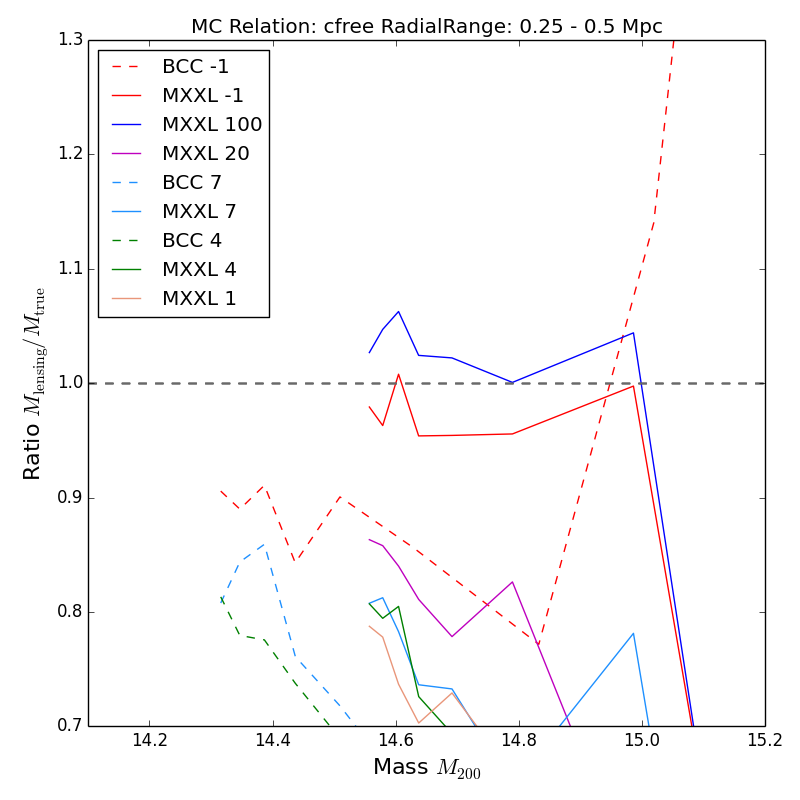 MC Relation: cfree RadialRange: 0.25 - 0.5 Mpc
1.3
1.2
1.1
1.0
0.9
0.8
0.7
Ratio M_lensing/M_true
BCC -1
MXXL -1
MXXL 100
MXXL 20
BCC 7
MXXL 7
BCC 4
MXXL 4
MXXL 1
14.2 14.4 14.6 14.8 15.0 15.2
Mass M_200